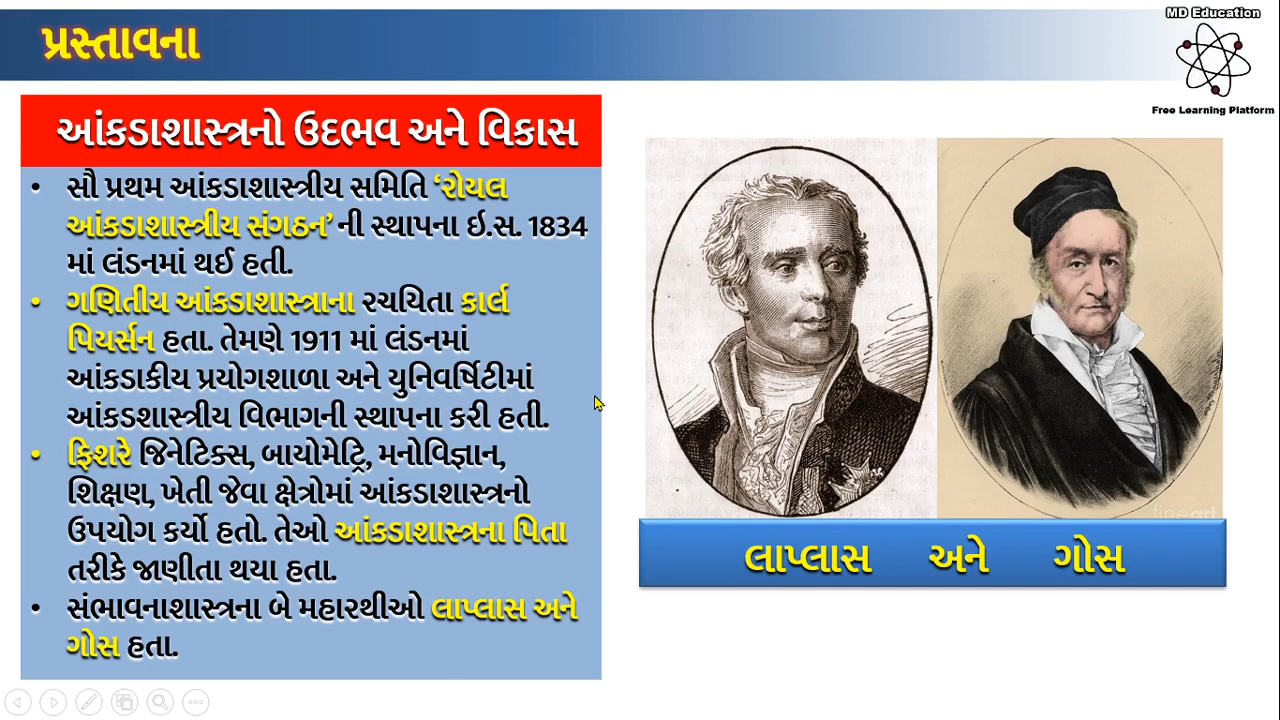 પ્રસ્તાવના
MD Education
Free Learning Platform
આંકડાશાસ્ત્રનો ઉદભવ અને વિકાસ
• સૌ પ્રથમ આંકડાશાસ્ત્રીય સમિતિ ‘રોયલ
આંકડાશાસ્ત્રીય સંગઠન’ ની સ્થાપના ઇ.સ. 1834
માં લંડનમાં થઈ હતી.
• ગણિતીય આંકડાશાસ્ત્રાના રચયિતા કાર્લ
પિયર્સન હતા. તેમણે 1911 માં લંડનમાં
આંકડાકીય પ્રયોગશાળા અને યુનિવર્ષિટીમાં
આંકડશાસ્ત્રીય વિભાગની સ્થાપના કરી હતી.
• ફિશરે જિનેટિક્સ, બાયોમેટ્રિ, મનોવિજ્ઞાન,
શિક્ષણ, ખેતી જેવા ક્ષેત્રોમાં આંકડાશાસ્ત્રનો
ઉપયોગ કર્યો હતો. તેઓ આંકડાશાસ્ત્રના પિતા
તરીકે જાણીતા થયા હતા.
• સંભાવનાશાસ્ત્રના બે મહારથીઓ લાપ્લાસ અને
ગોસ હતા.
fineart
લાપ્લાસ અને ગોસ